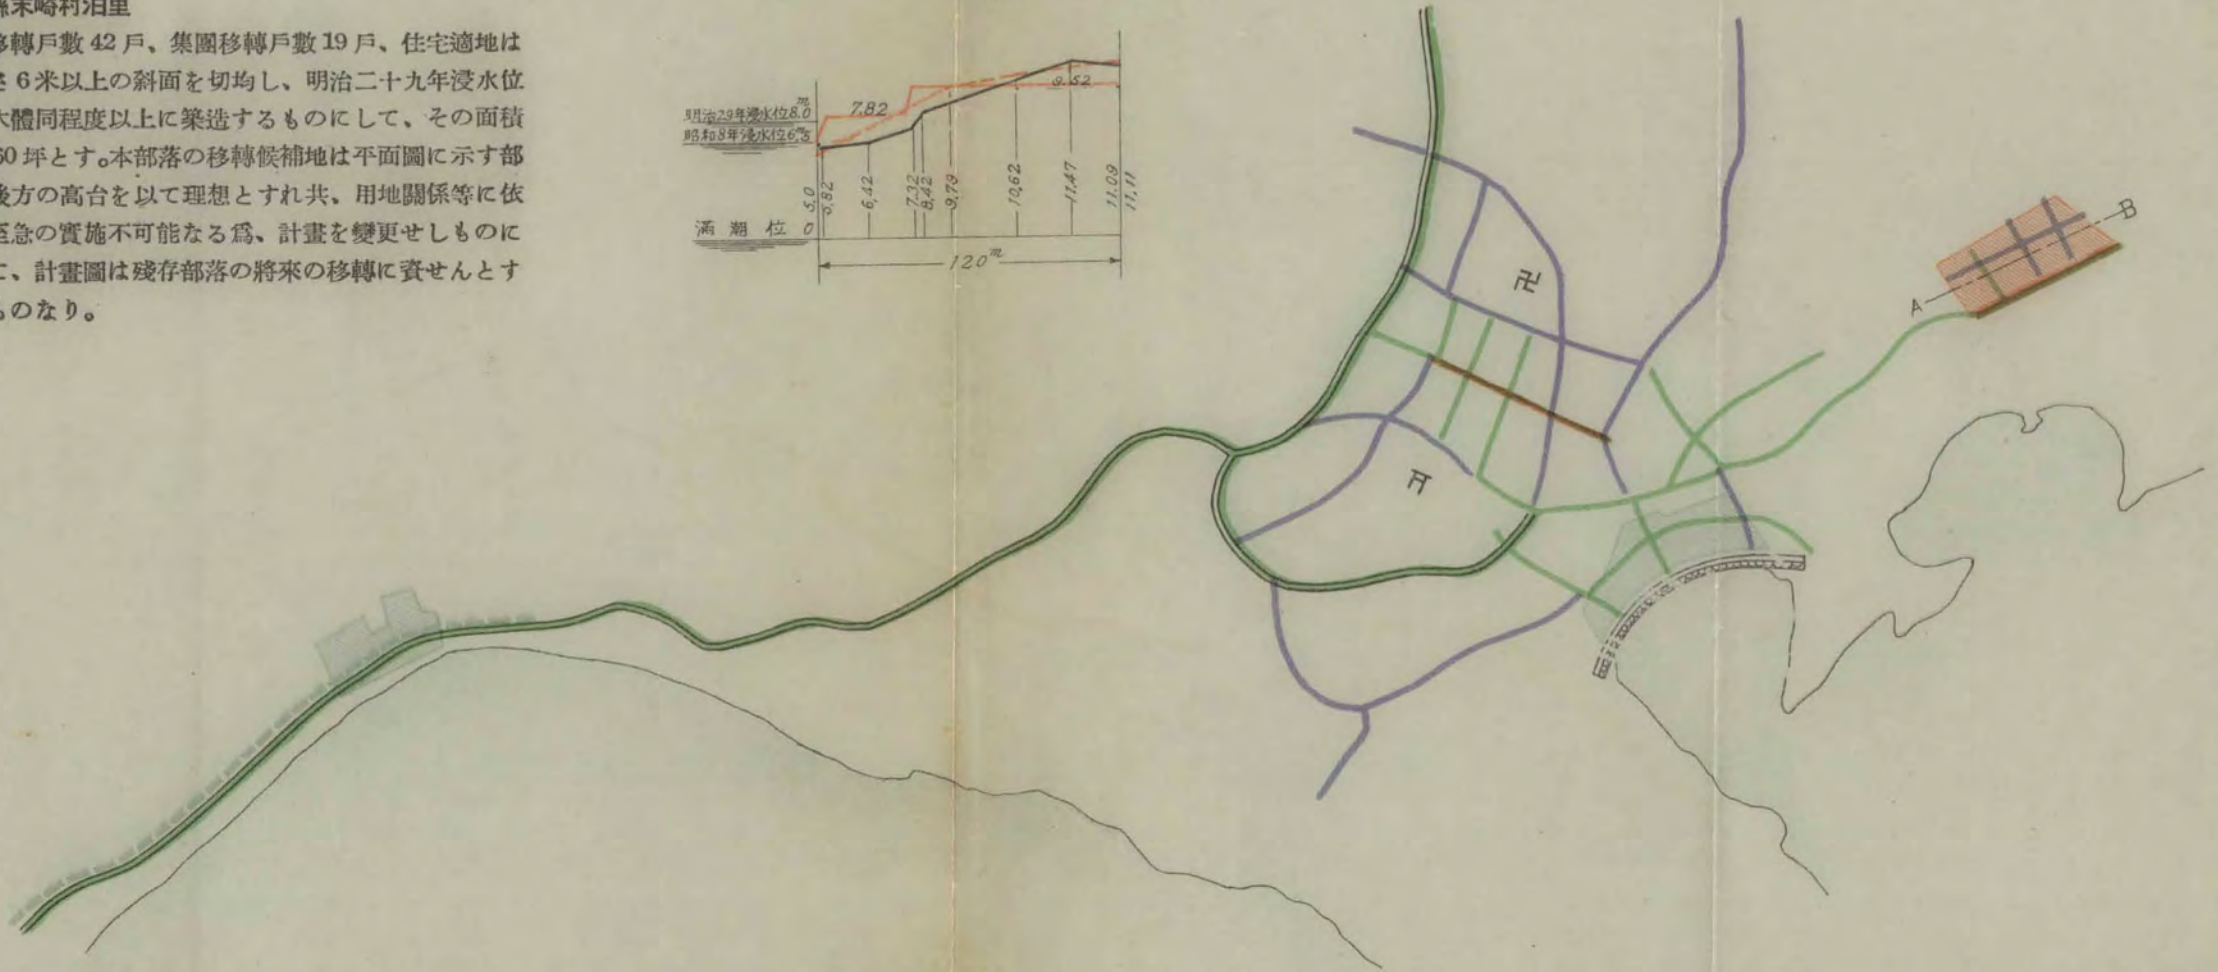 縣末崎村泊里
移轉戶數 42 戶、集團移轉戶數 19 戶、住宅適地は
さ 6 米以上の斜面を切均し、明治二十九年浸水位
大體同程度以上に築造するものにして、その面積
60 坪とす。本部落の移轉候補地は平面圖に示す部
後方の高台を以て理想とすれ共、用地關係等に依
至急の實施不可能なる爲、計畫を變更せしものに
て、計畫圖は殘存部落の將來の移轉に資せんとす
ものなり。
明治29年浸水位8.0m
昭和8年浸水位6.5m
7.82
9.52
5.0
5.82
6.42
7.32
8.42
9.79
10.62
11.47
11.09
11.11
滿潮位 0
120m
卍
A
B